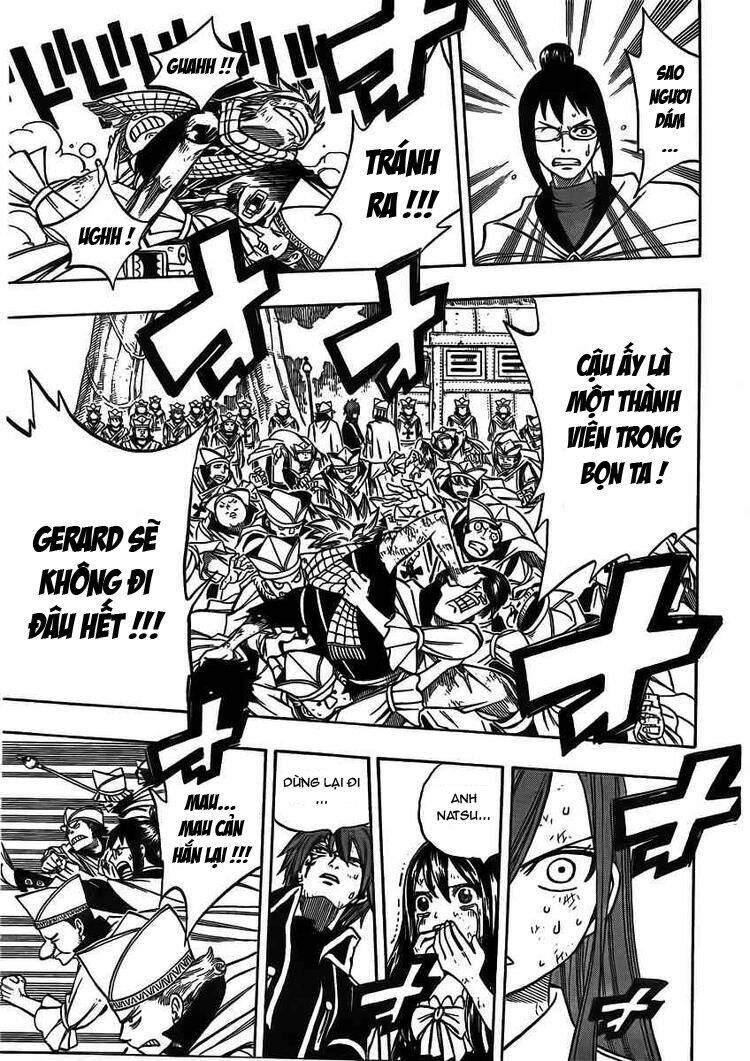 SAO
NGƯƠI
DÁM
...
GUAHH !!
TRÁNH
RA !!!
UGHH !
CẬU ẤY LÀ
MỘT THÀNH
VIÊN TRONG
BỌN TA !
GERARD SẼ
KHÔNG ĐI
ĐÂU HẾT !!!
ANH
NATSU...
DỪNG LẠI ĐI
...
MAU...
MAU CẢN
HẮN LẠI !!!